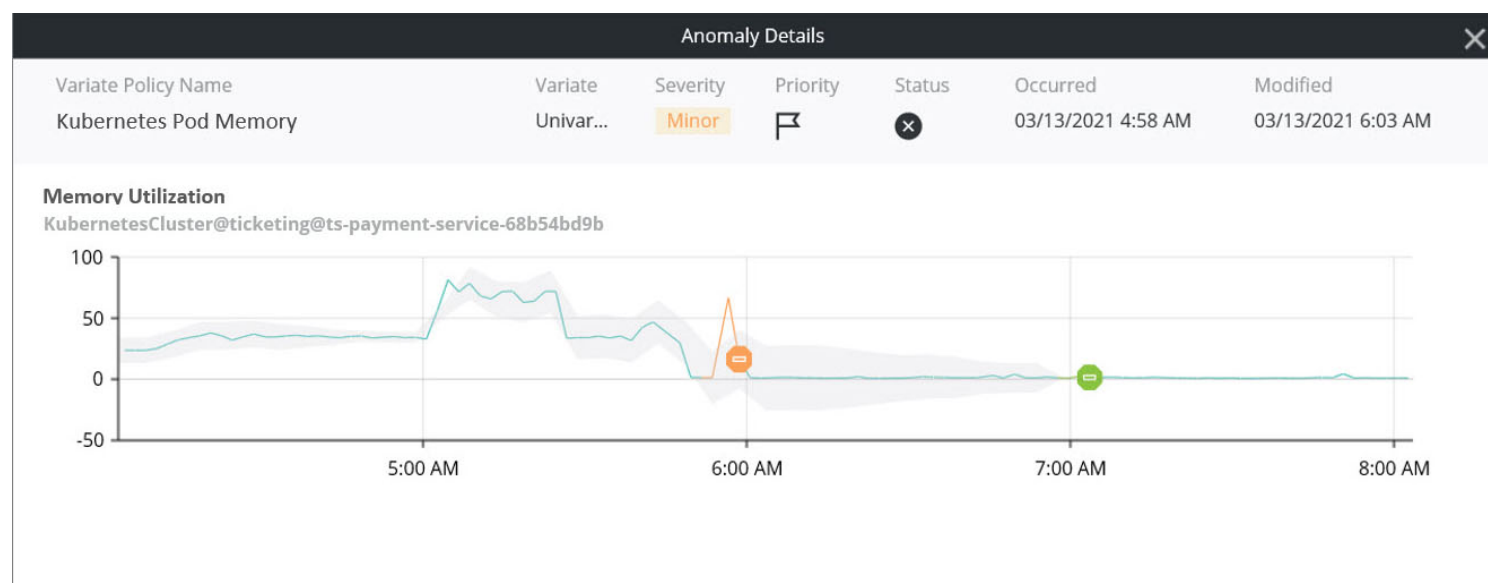 Anomaly Details
Variate Policy Name Variate Severity Priority Status Occurred Modified
Kubernetes Pod Memory Univar... Minor 03/13/2021 4:58 AM 03/13/2021 6:03 AM
Memory Utilization
KubernetesCluster@ticketing@ts-payment-service-68b54bd9b
100
50
0
-50
5:00 AM 6:00 AM 7:00 AM 8:00 AM